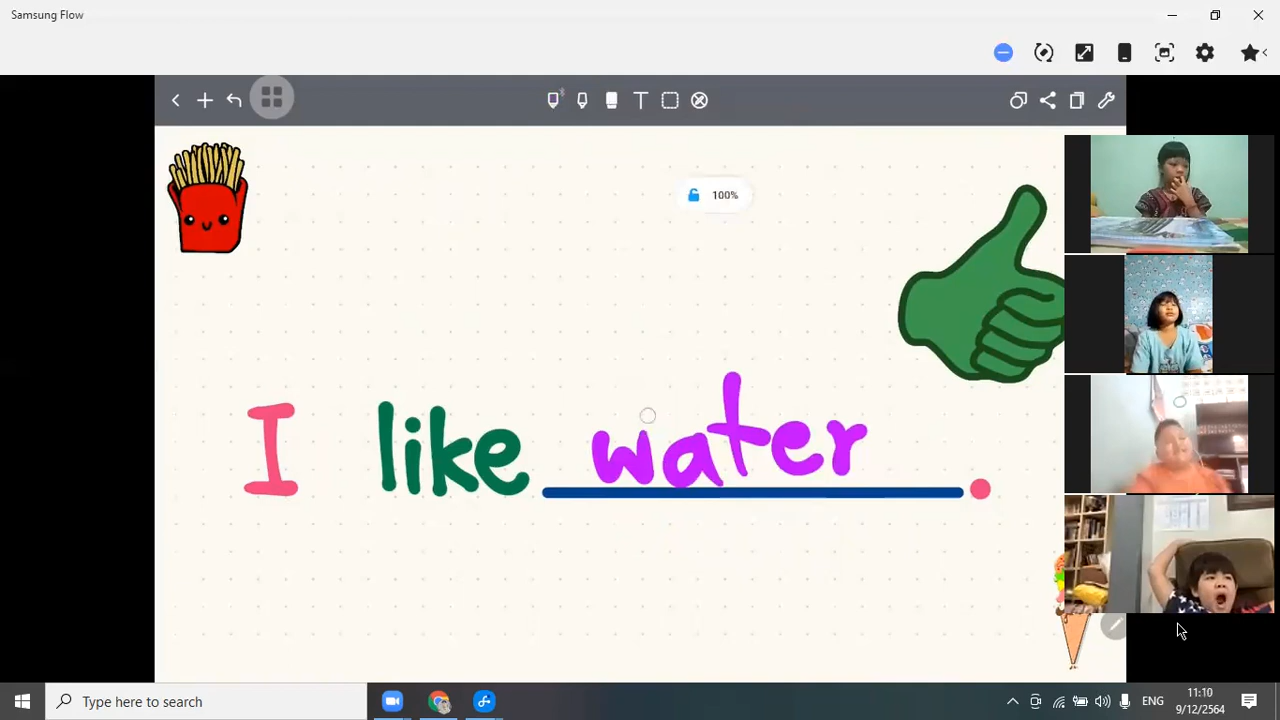 Samsung Flow
100%
I like water.
Type here to search
ENG
11:10
9/12/2564